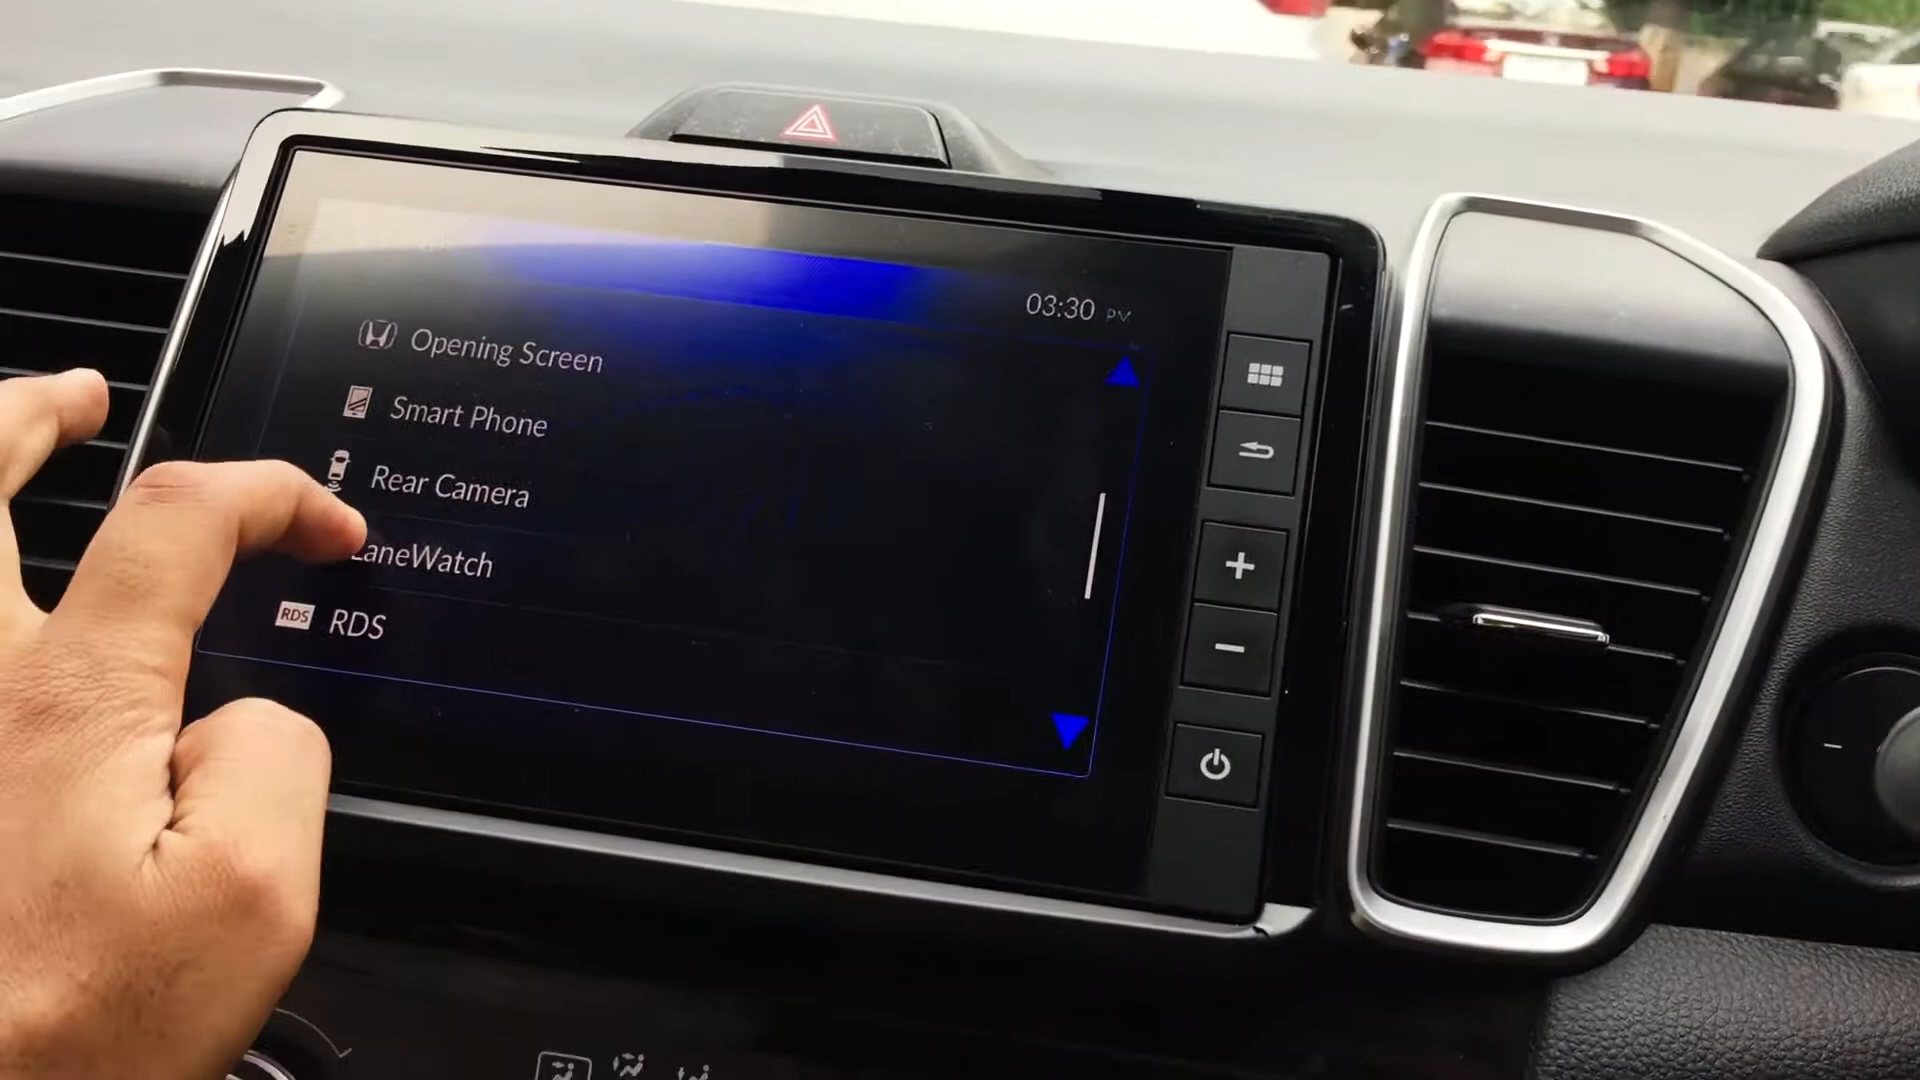 03:30 PM
Opening Screen
Smart Phone
Rear Camera
LaneWatch
RDS RDS